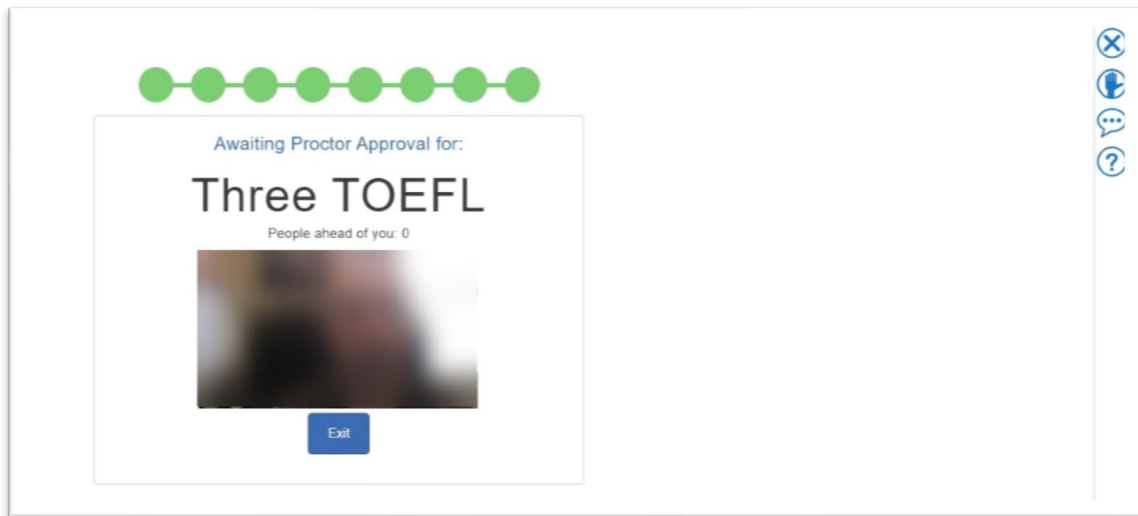 Awaiting Proctor Approval for:
Three TOEFL
People ahead of you: 0
Exit